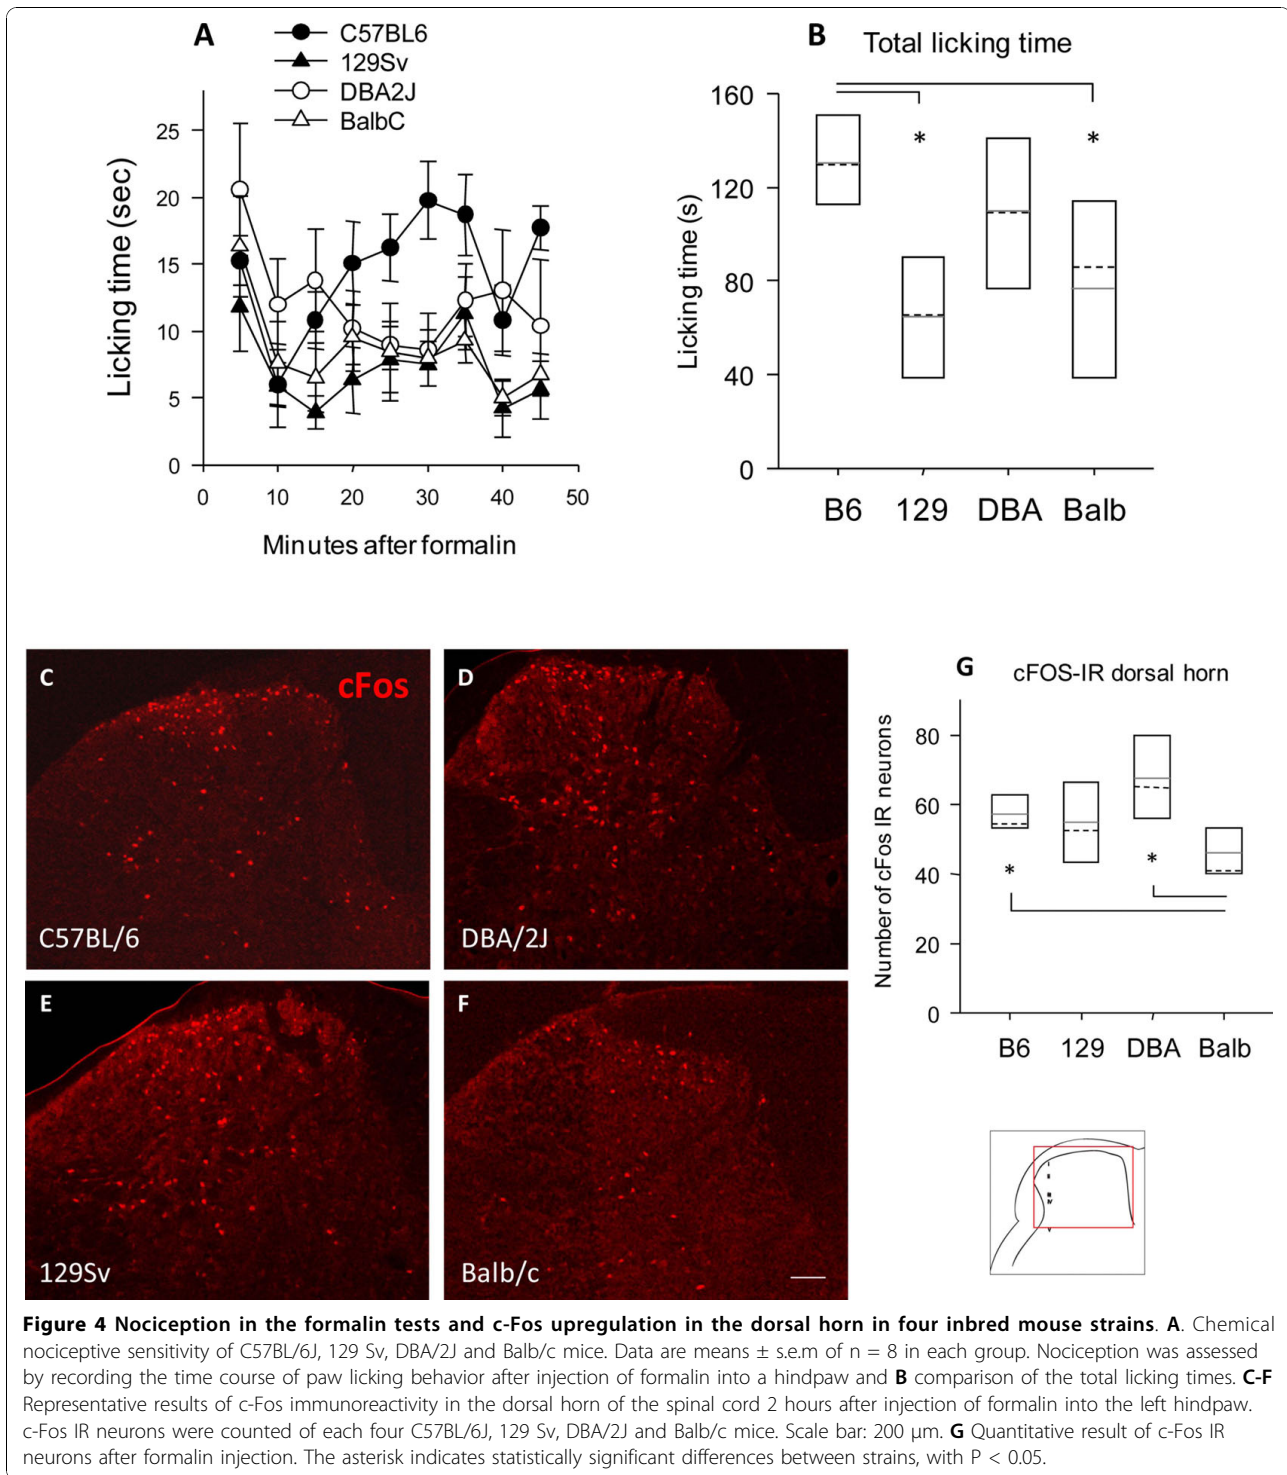 A
C57BL6
129Sv
DBA2J
BalbC
Licking time (sec)
25
20
15
10
5
0
0 10 20 30 40 50
Minutes after formalin
B
Total licking time
Licking time (s)
160
120
80
40
0
* *
B6 129 DBA Balb
C
cFos
C57BL/6
D
DBA/2J
E
129Sv
F
Balb/c
G
cFOS-IR dorsal horn
Number of cFos IR neurons
80
60
40
20
0
* *
B6 129 DBA Balb
I
II
III
IV
V
Figure 4 Nociception in the formalin tests and c-Fos upregulation in the dorsal horn in four inbred mouse strains. A. Chemical
nociceptive sensitivity of C57BL/6J, 129 Sv, DBA/2J and Balb/c mice. Data are means ± s.e.m of n = 8 in each group. Nociception was assessed
by recording the time course of paw licking behavior after injection of formalin into a hindpaw and B comparison of the total licking times. C-F
Representative results of c-Fos immunoreactivity in the dorsal horn of the spinal cord 2 hours after injection of formalin into the left hindpaw.
c-Fos IR neurons were counted of each four C57BL/6J, 129 Sv, DBA/2J and Balb/c mice. Scale bar: 200 μm. G Quantitative result of c-Fos IR
neurons after formalin injection. The asterisk indicates statistically significant differences between strains, with P < 0.05.